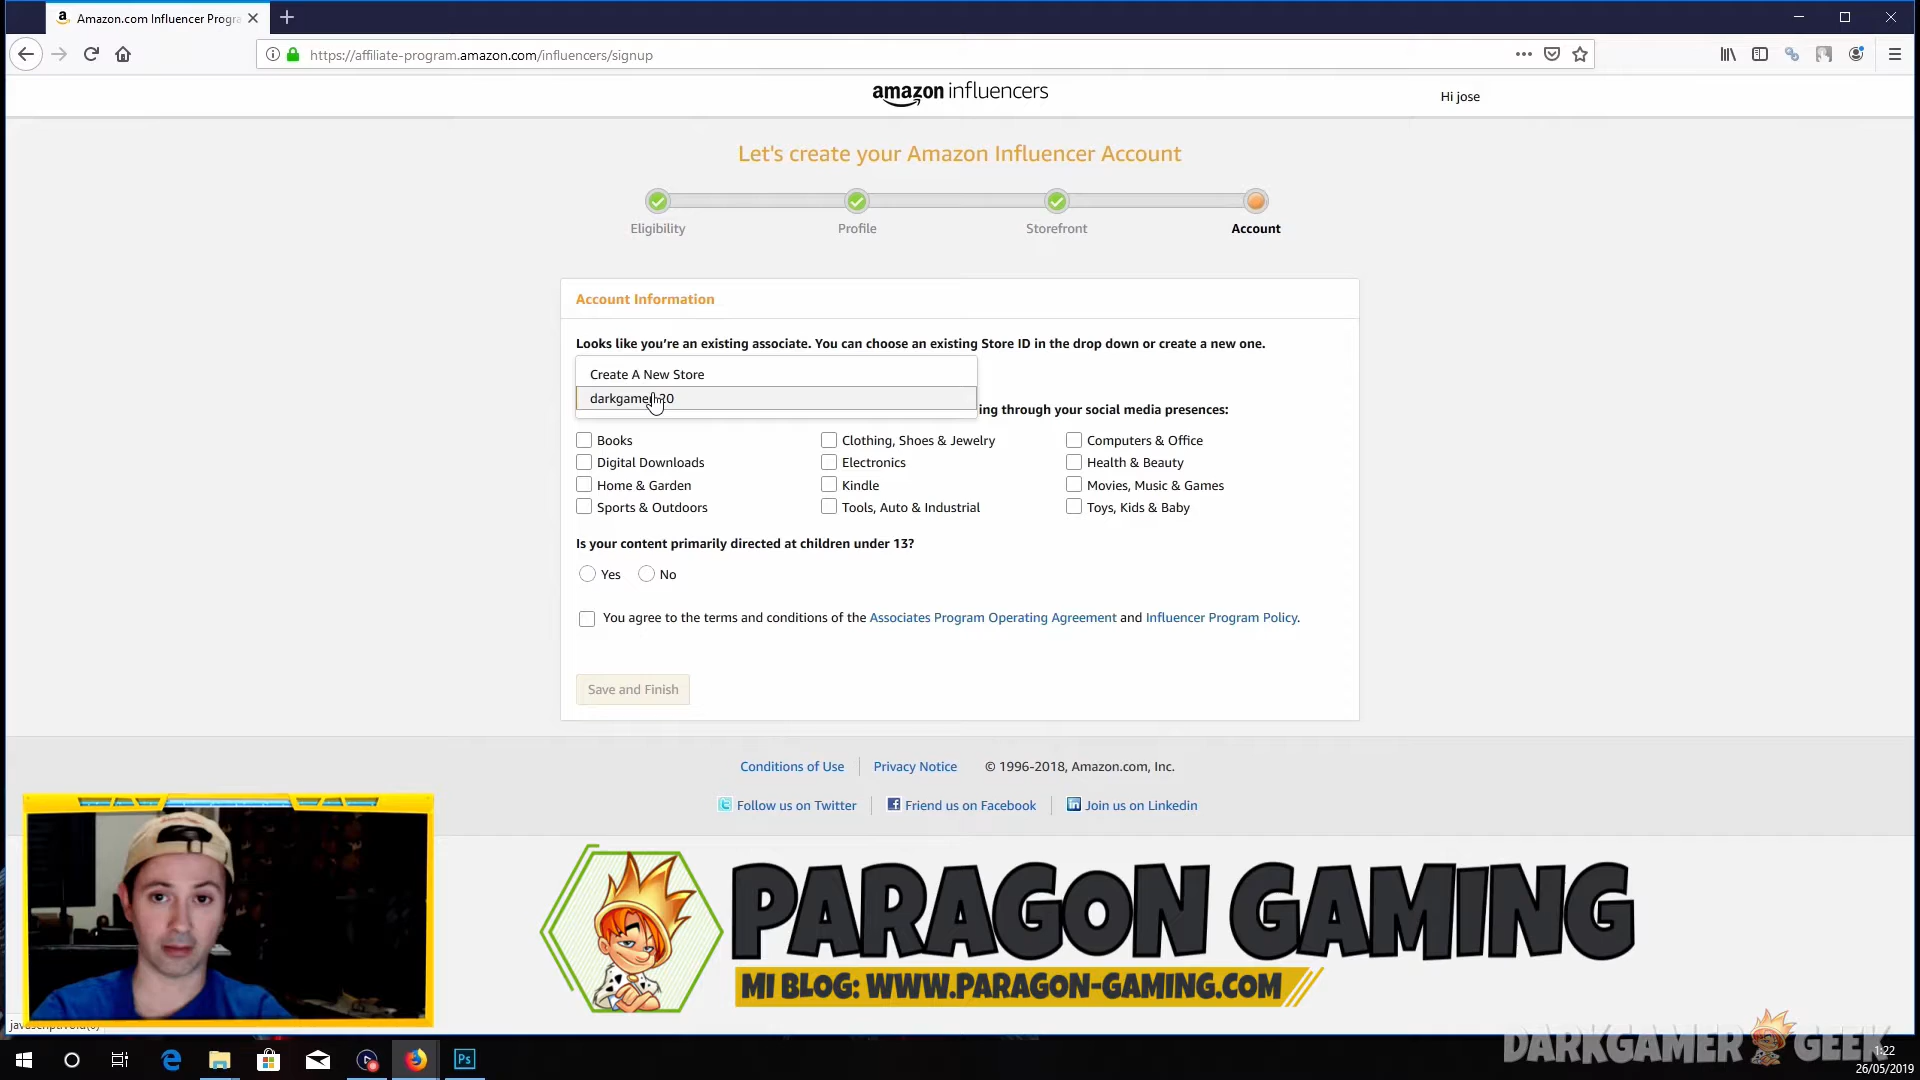 Amazon.com Influencer Progra
https://affiliate-program.amazon.com/influencers/signup
amazon influencers
Hi jose
Let's create your Amazon Influencer Account
Eligibility
Profile
Storefront
Account
Account Information
Looks like you're an existing associate. You can choose an existing Store ID in the drop down or create a new one.
Create A New Store
ing through your social media presences:
Books
Clothing, Shoes & Jewelry
Computers & Office
Digital Downloads
Electronics
Health & Beauty
Home & Garden
Kindle
Movies, Music & Games
Sports & Outdoors
Tools, Auto & Industrial
Toys, Kids & Baby
Is your content primarily directed at children under 13?
Yes
No
You agree to the terms and conditions of the Associates Program Operating Agreement and Influencer Program Policy.
Save and Finish
Conditions of Use
Privacy Notice
© 1996-2018, Amazon.com, Inc.
Follow us on Twitter
Friend us on Facebook
Join us on Linkedin
PARAGON GAMING
MI BLOG: WWW.PARAGON-GAMING.COM
DARKGAMER GEEK
Ps
1:22
26/05/2019